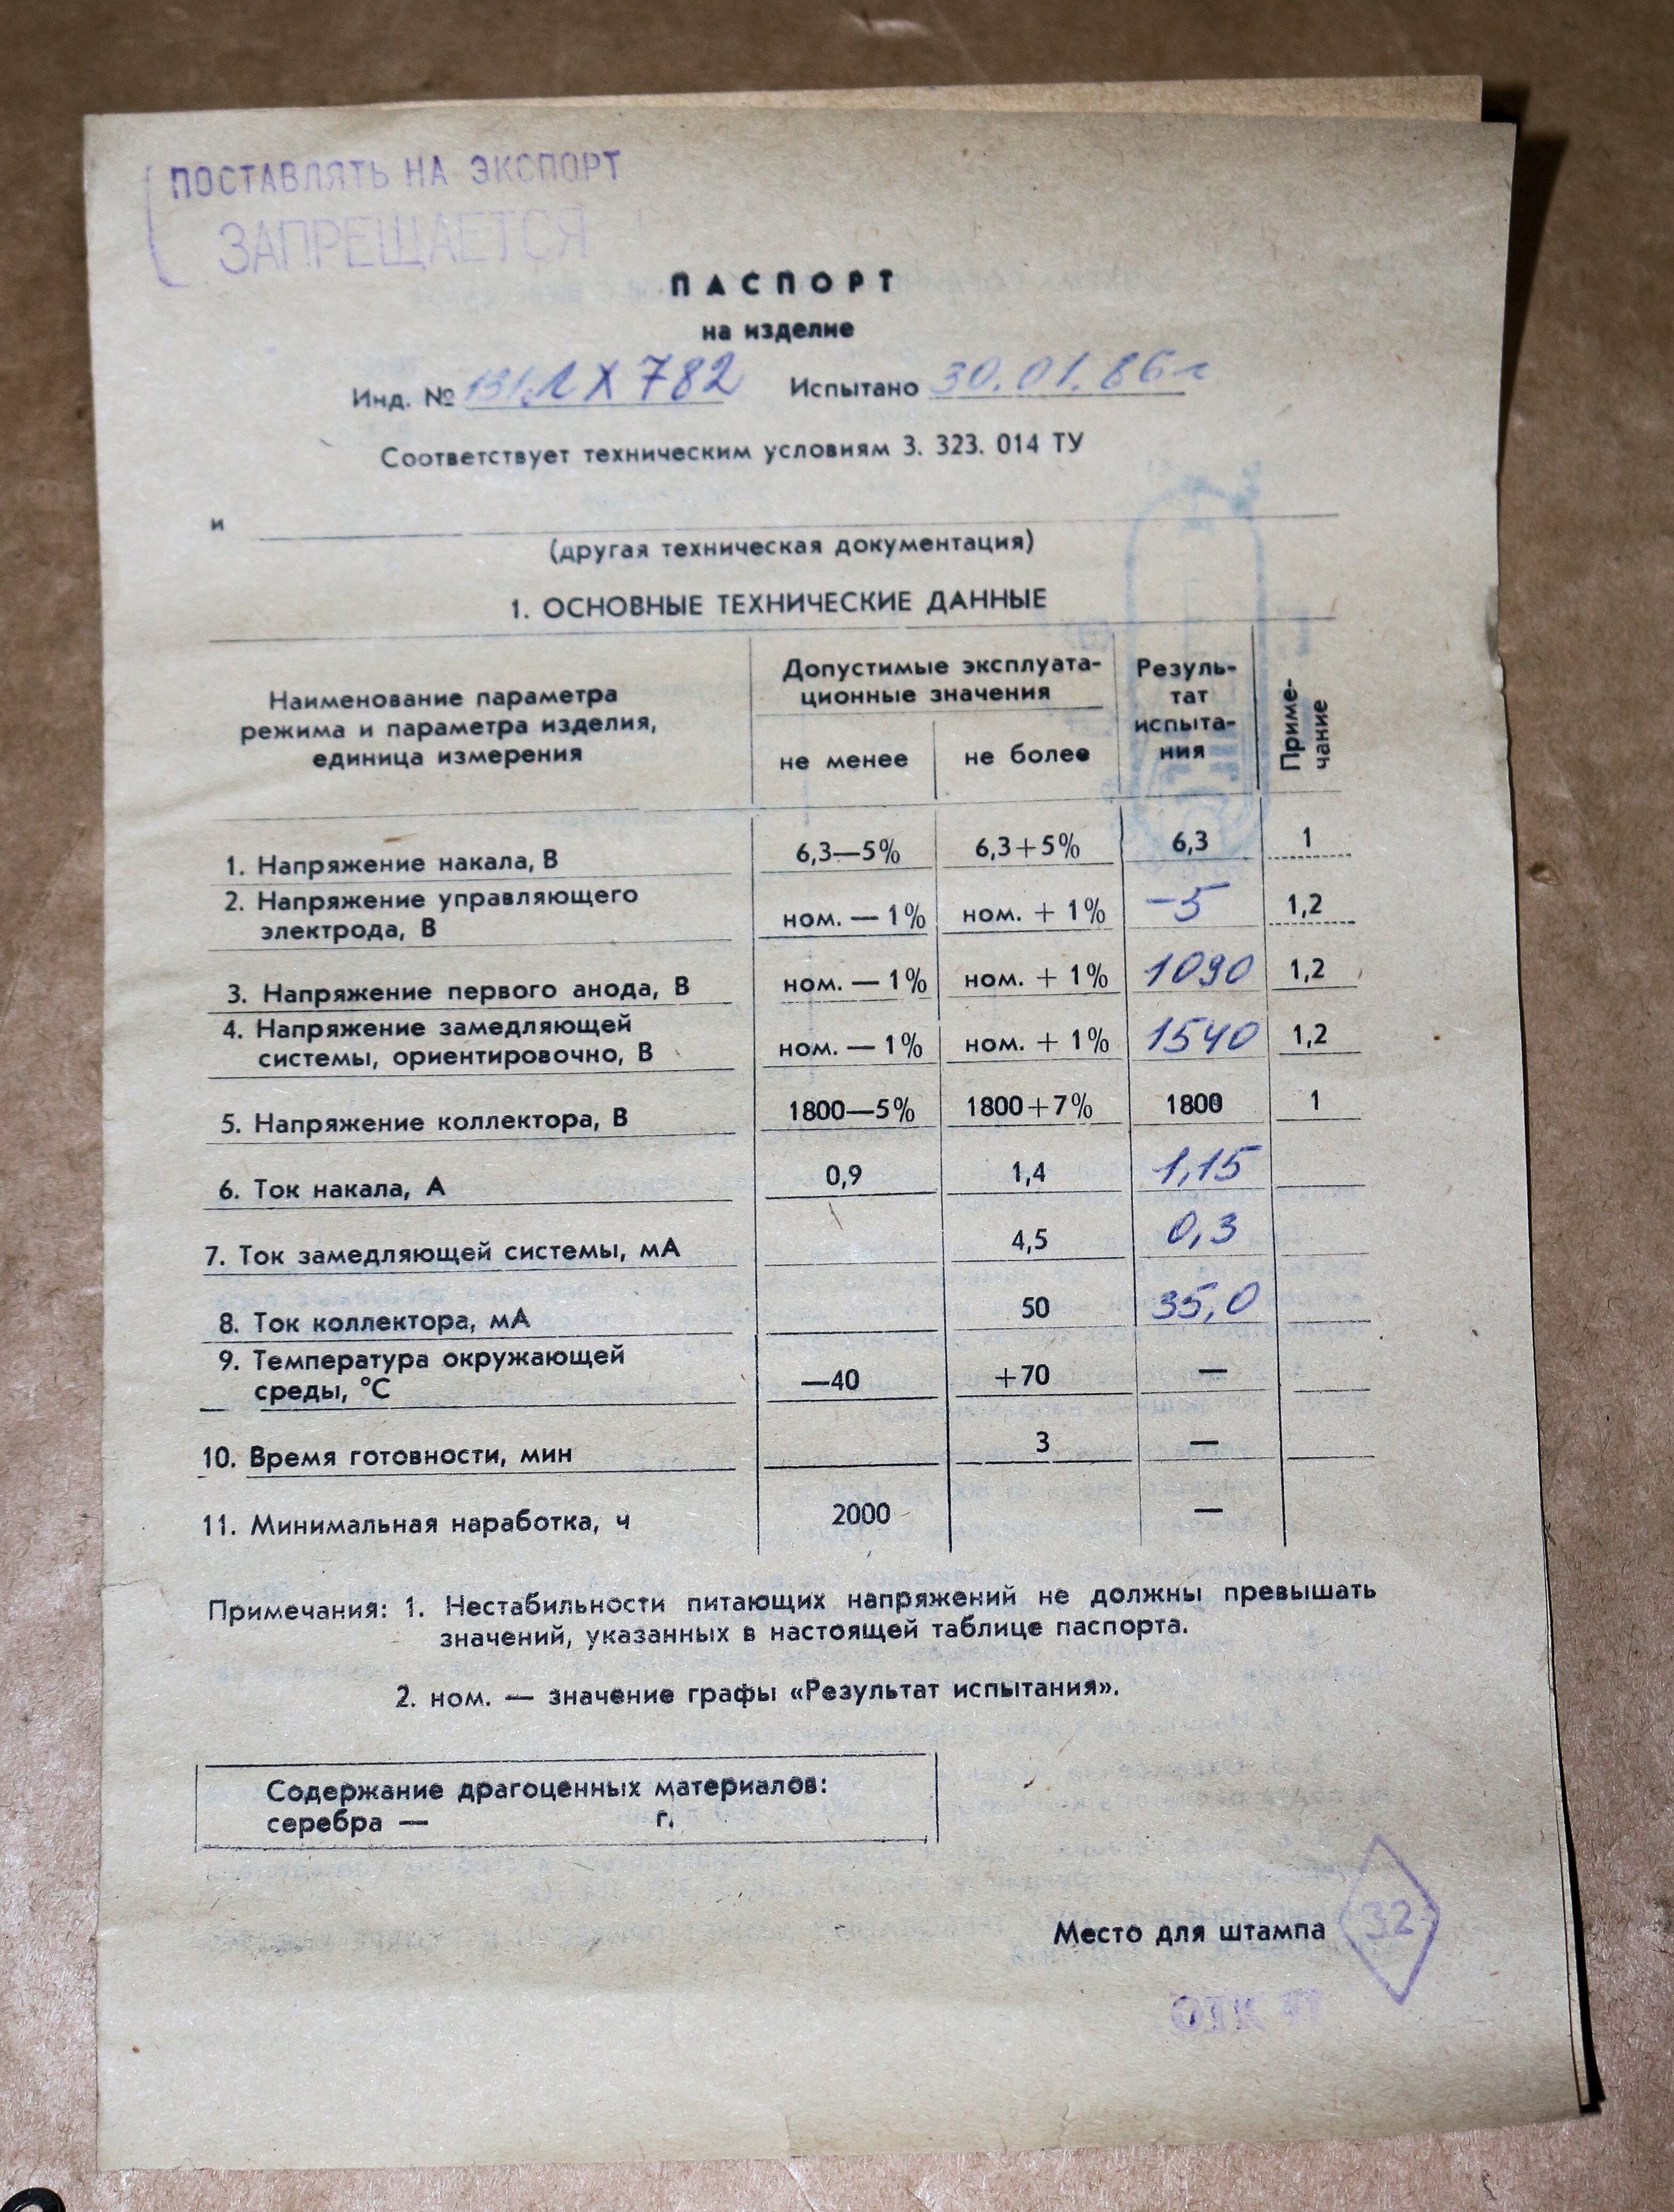 ПОСТАВЛЯТЬ НА ЭКСПОРТ
ЗАПРЕЩАЕТСЯ
ПАСПОРТ
на изделие
Инд. № Х 782 Испытано 30.01.86 г
Соответствует техническим условиям 3. 323. 014 ТУ
и
(другая техническая документация)
1. ОСНОВНЫЕ ТЕХНИЧЕСКИЕ ДАННЫЕ
Наименование параметра
режима и параметра изделия,
единица измерения
Допустимые эксплуата-
ционные значения
не менее
не более
Резуль-
тат
испыта-
ния
Приме-
чание
1. Напряжение накала, В 6,3—5% 6,3+5% 6,3 1
2. Напряжение управляющего
электрода, В ном. — 1% ном. + 1% -5 1,2
3. Напряжение первого анода, В ном. — 1% ном. + 1% 1090 1,2
4. Напряжение замедляющей
системы, ориентировочно, В ном. — 1% ном. + 1% 1540 1,2
5. Напряжение коллектора, В 1800—5% 1800+7% 1800 1
6. Ток накала, А 0,9 1,4 1,15
7. Ток замедляющей системы, мА 4,5 0,3
8. Ток коллектора, мА 50 35,0
9. Температура окружающей
среды, °С —40 +70 —
10. Время готовности, мин 3 —
11. Минимальная наработка, ч 2000 —
Примечания: 1. Нестабильности питающих напряжений не должны превышать
значений, указанных в настоящей таблице паспорта.
2. ном. — значение графы «Результат испытания».
Содержание драгоценных материалов:
серебра — г.
Место для штампа
32
ОТК